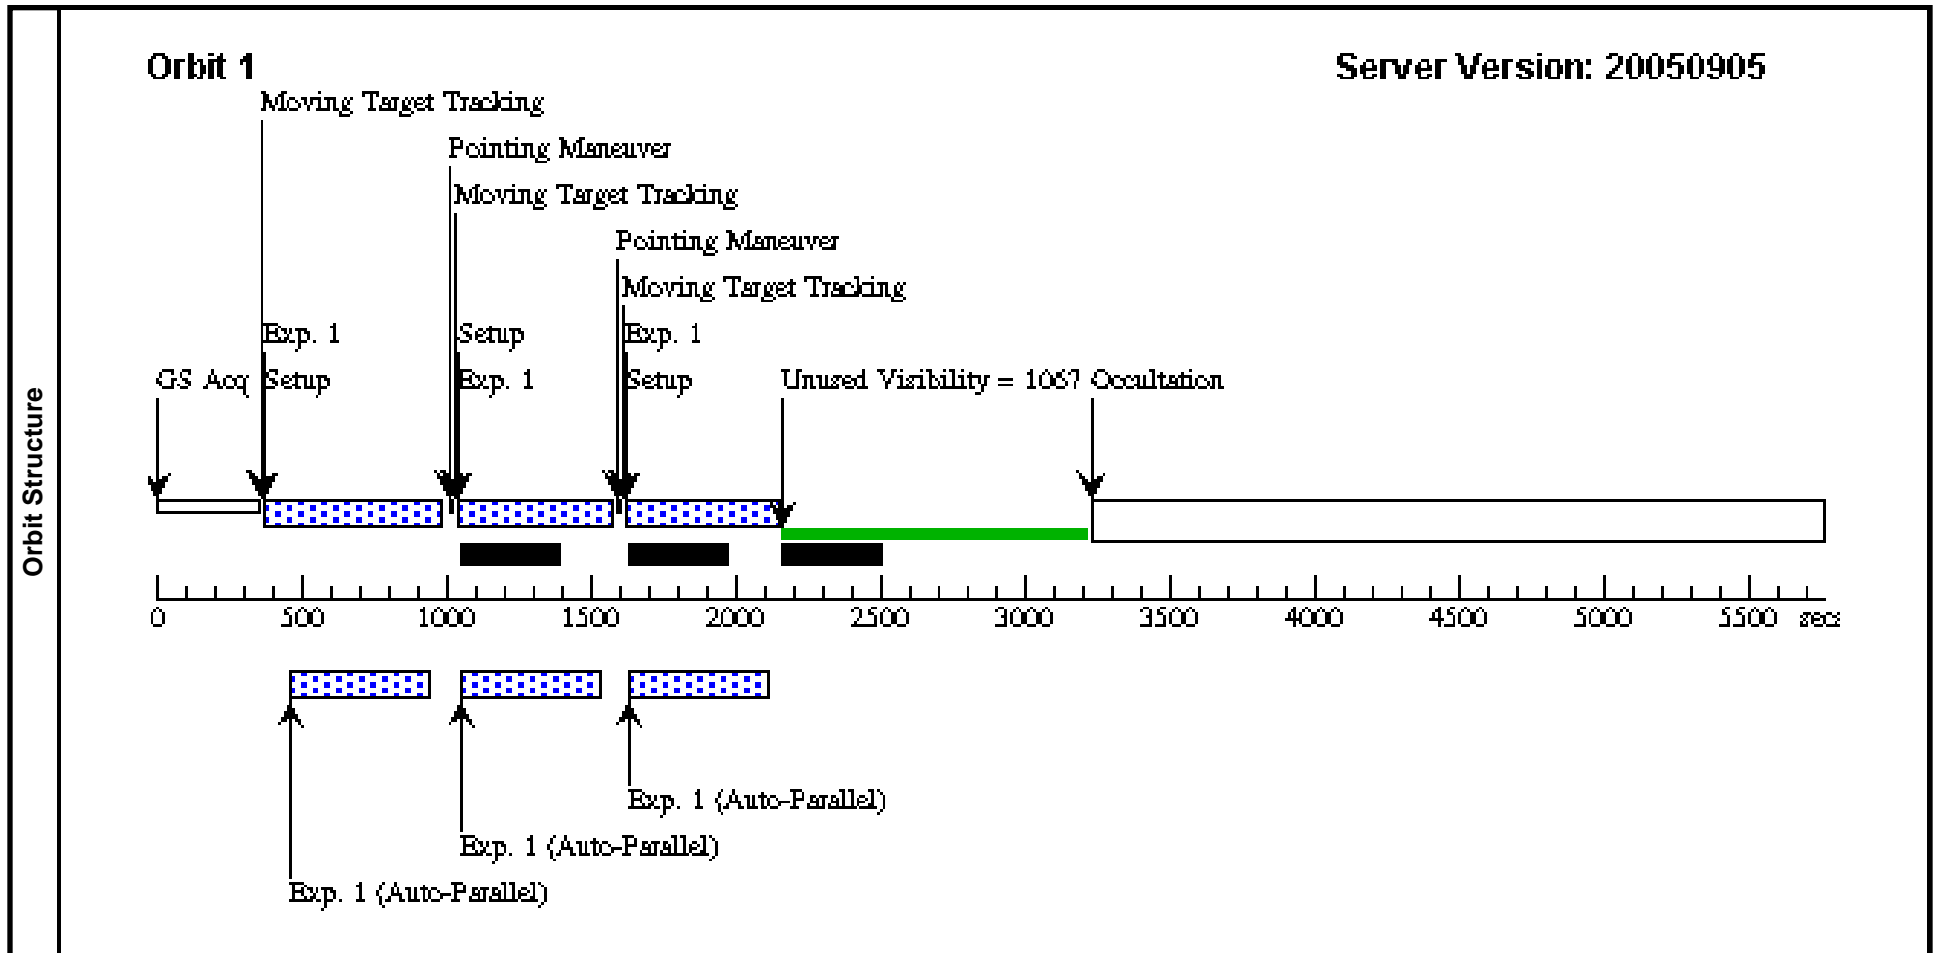 Orbit 1 Server Version: 20050905
Moving Target Tracking
Pointing Maneuver
Moving Target Tracking
Pointing Maneuver
Moving Target Tracking
Exp. 1 Setup Exp. 1
GS Acq Setup Exp. 1 Setup Unused Visibility = 1067 Occultation
Orbit Structure
0 500 1000 1500 2000 2500 3000 3500 4000 4500 5000 5500 secs
Exp. 1 (Auto-Parallel)
Exp. 1 (Auto-Parallel)
Exp. 1 (Auto-Parallel)